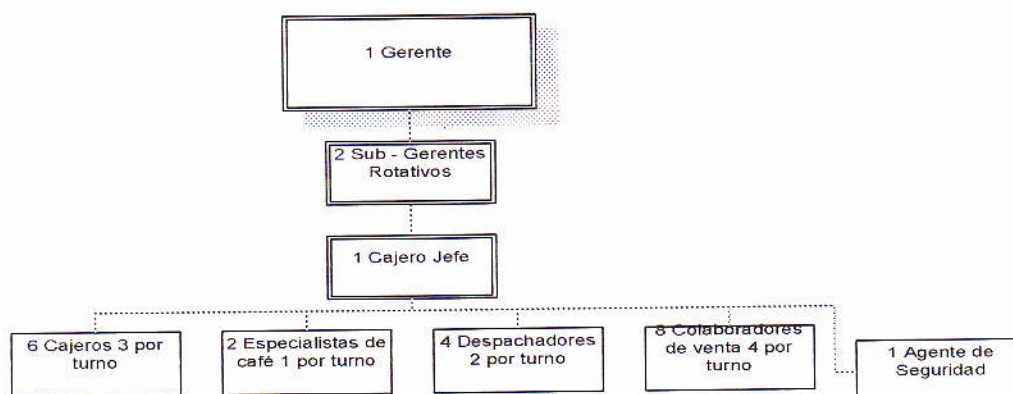 1 Gerente
2 Sub - Gerentes
Rotativos
1 Cajero Jefe
6 Cajeros 3 por
turno
2 Especialistas de
café 1 por turno
4 Despachadores
2 por turno
8 Colaboradores
de venta 4 por
turno
1 Agente de
Seguridad